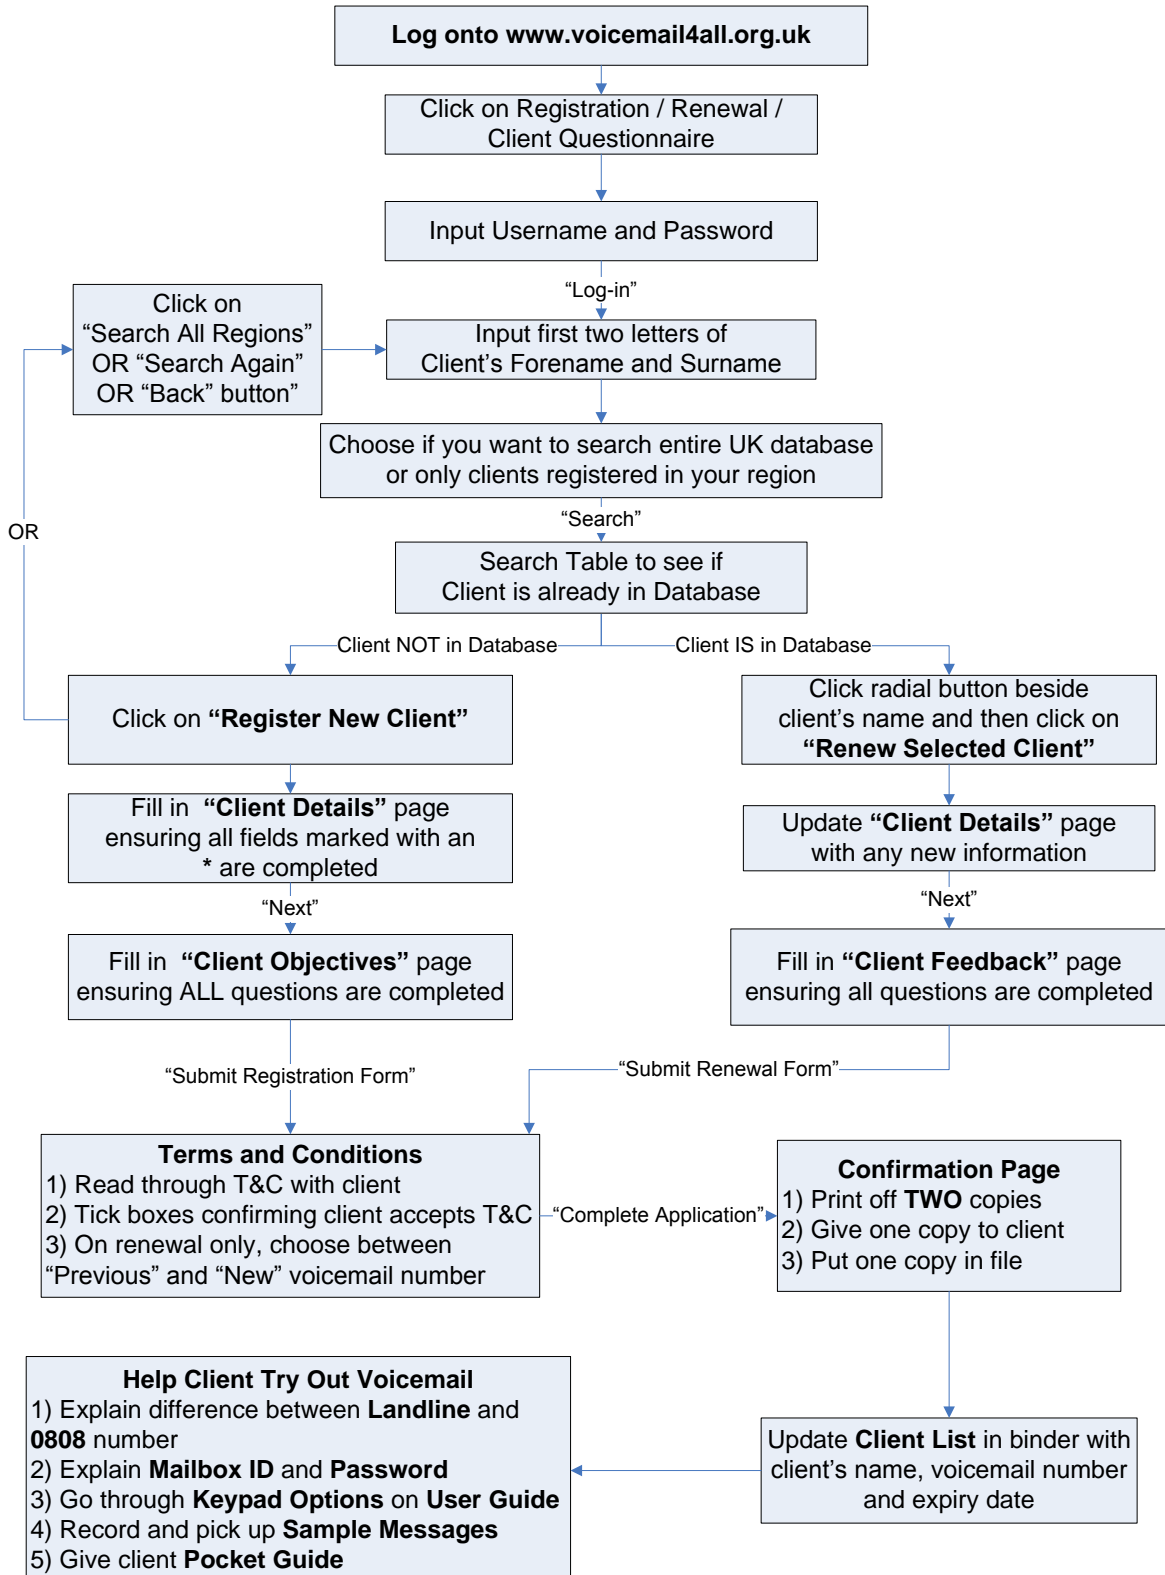 Log onto www.voicemail4all.org.uk
Click on Registration / Renewal /
Client Questionnaire
Input Username and Password
“Log-in”
Click on
“Search All Regions”
OR “Search Again”
OR “Back” button”
Input first two letters of
Client’s Forename and Surname
Choose if you want to search entire UK database
or only clients registered in your region
“Search”
OR
Search Table to see if
Client is already in Database
Client NOT in Database
Client IS in Database
Click on “Register New Client”
Click radial button beside
client’s name and then click on
“Renew Selected Client”
Fill in “Client Details” page
ensuring all fields marked with an
* are completed
Update “Client Details” page
with any new information
“Next”
“Next”
Fill in “Client Objectives” page
ensuring ALL questions are completed
Fill in “Client Feedback” page
ensuring all questions are completed
“Submit Registration Form”
“Submit Renewal Form”
Terms and Conditions
1) Read through T&C with client
2) Tick boxes confirming client accepts T&C
3) On renewal only, choose between
“Previous” and “New” voicemail number
“Complete Application”
Confirmation Page
1) Print off TWO copies
2) Give one copy to client
3) Put one copy in file
Update Client List in binder with
client’s name, voicemail number
and expiry date
Help Client Try Out Voicemail
1) Explain difference between Landline and
0808 number
2) Explain Mailbox ID and Password
3) Go through Keypad Options on User Guide
4) Record and pick up Sample Messages
5) Give client Pocket Guide